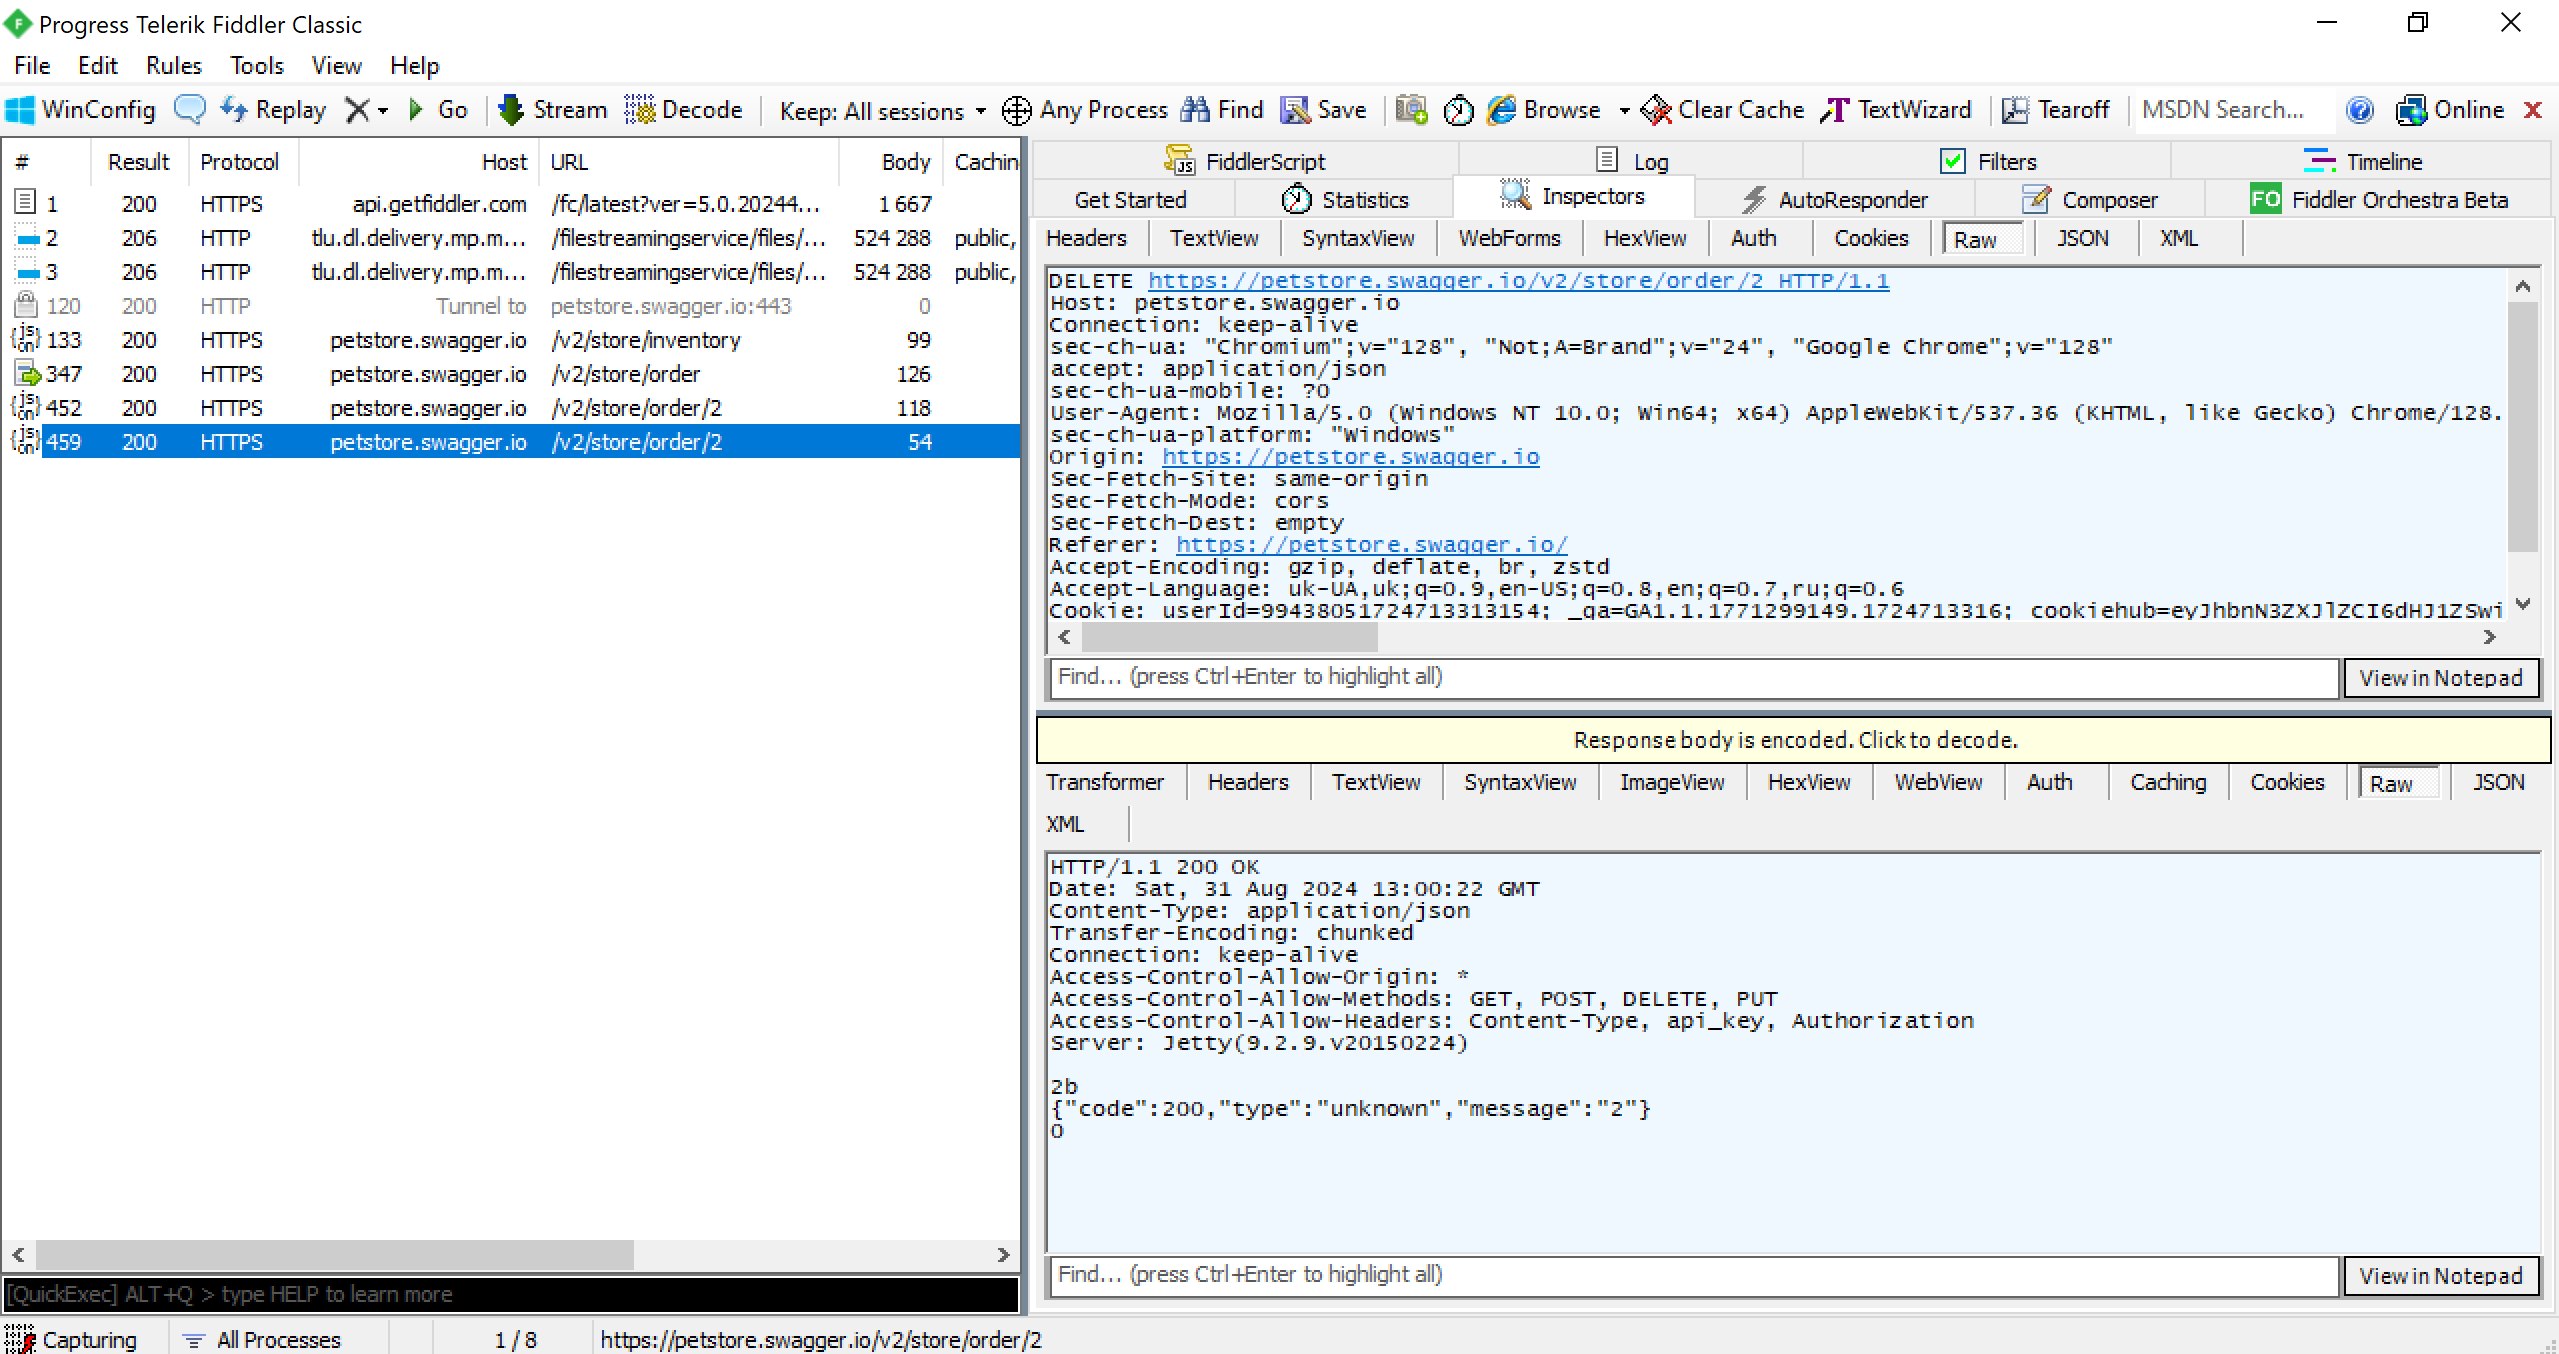 Progress Telerik Fiddler Classic
File Edit Rules Tools View Help
WinConfig Replay Go Stream Decode Keep: All sessions Any Process Find Save Browse Clear Cache TextWizard Tearoff MSDN Search... Online
# Result Protocol Host URL Body Cachin
1 200 HTTPS api.getfiddler.com /fc/latest?ver=5.0.20244... 1 667
2 206 HTTP tlu.dl.delivery.mp.m... /filestreamingservice/files/... 524 288 public,
3 206 HTTP tlu.dl.delivery.mp.m... /filestreamingservice/files/... 524 288 public,
120 200 HTTP Tunnel to petstore.swagger.io:443 0
133 200 HTTPS petstore.swagger.io /v2/store/inventory 99
347 200 HTTPS petstore.swagger.io /v2/store/order 126
452 200 HTTPS petstore.swagger.io /v2/store/order/2 118
459 200 HTTPS petstore.swagger.io /v2/store/order/2 54
[QuickExec] ALT+Q > type HELP to learn more
FiddlerScript Log Filters Timeline
Get Started Statistics Inspectors AutoResponder Composer FO Fiddler Orchestra Beta
Headers TextView SyntaxView WebForms HexView Auth Cookies Raw JSON XML
DELETE https://petstore.swagger.io/v2/store/order/2 HTTP/1.1
Host: petstore.swagger.io
Connection: keep-alive
sec-ch-ua: "Chromium";v="128", "Not;A=Brand";v="24", "Google Chrome";v="128"
accept: application/json
sec-ch-ua-mobile: ?0
User-Agent: Mozilla/5.0 (Windows NT 10.0; Win64; x64) AppleWebKit/537.36 (KHTML, like Gecko) Chrome/128.
sec-ch-ua-platform: "Windows"
Origin: https://petstore.swagger.io
Sec-Fetch-Site: same-origin
Sec-Fetch-Mode: cors
Sec-Fetch-Dest: empty
Referer: https://petstore.swagger.io/
Accept-Encoding: gzip, deflate, br, zstd
Accept-Language: uk-UA,uk;q=0.9,en-US;q=0.8,en;q=0.7,ru;q=0.6
Cookie: userId=99438051724713313154; _ga=GA1.1.1771299149.1724713316; cookiehub=eyJhbnN3ZXJlZCI6dHJ1ZSwi
Find... (press Ctrl+Enter to highlight all) View in Notepad
Response body is encoded. Click to decode.
Transformer Headers TextView SyntaxView ImageView HexView WebView Auth Caching Cookies Raw JSON
XML
HTTP/1.1 200 OK
Date: Sat, 31 Aug 2024 13:00:22 GMT
Content-Type: application/json
Transfer-Encoding: chunked
Connection: keep-alive
Access-Control-Allow-Origin: *
Access-Control-Allow-Methods: GET, POST, DELETE, PUT
Access-Control-Allow-Headers: Content-Type, api_key, Authorization
Server: Jetty(9.2.9.v20150224)
2b
{"code":200,"type":"unknown","message":"2"}
0
Find... (press Ctrl+Enter to highlight all) View in Notepad
Capturing All Processes 1 / 8 https://petstore.swagger.io/v2/store/order/2